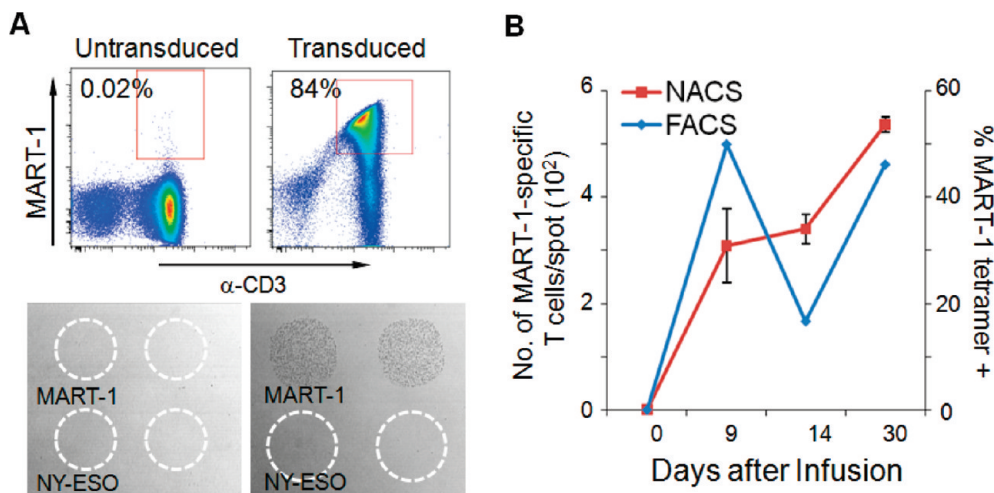 A
Untransduced
Transduced
0.02%
84%
MART-1
α-CD3
MART-1
NY-ESO
MART-1
NY-ESO
B
NACS
FACS
No. of MART-1-specific
T cells/spot (10²)
6
4
2
0
60
40
20
0
% MART-1 tetramer +
0 9 14 30
Days after Infusion